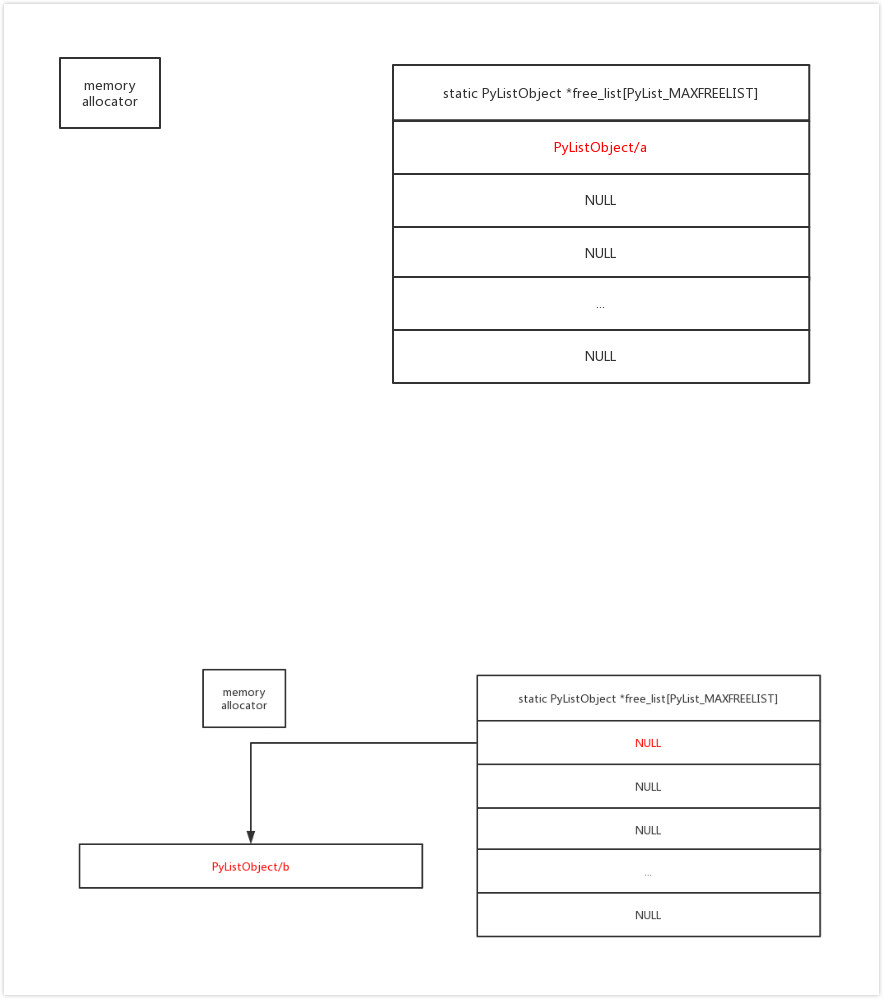 memory
allocator
static PyListObject *free_list[PyList_MAXFREELIST]
PyListObject/a
NULL
NULL
...
NULL
memory
allocator
static PyListObject *free_list[PyList_MAXFREELIST]
NULL
NULL
NULL
...
NULL
PyListObject/b